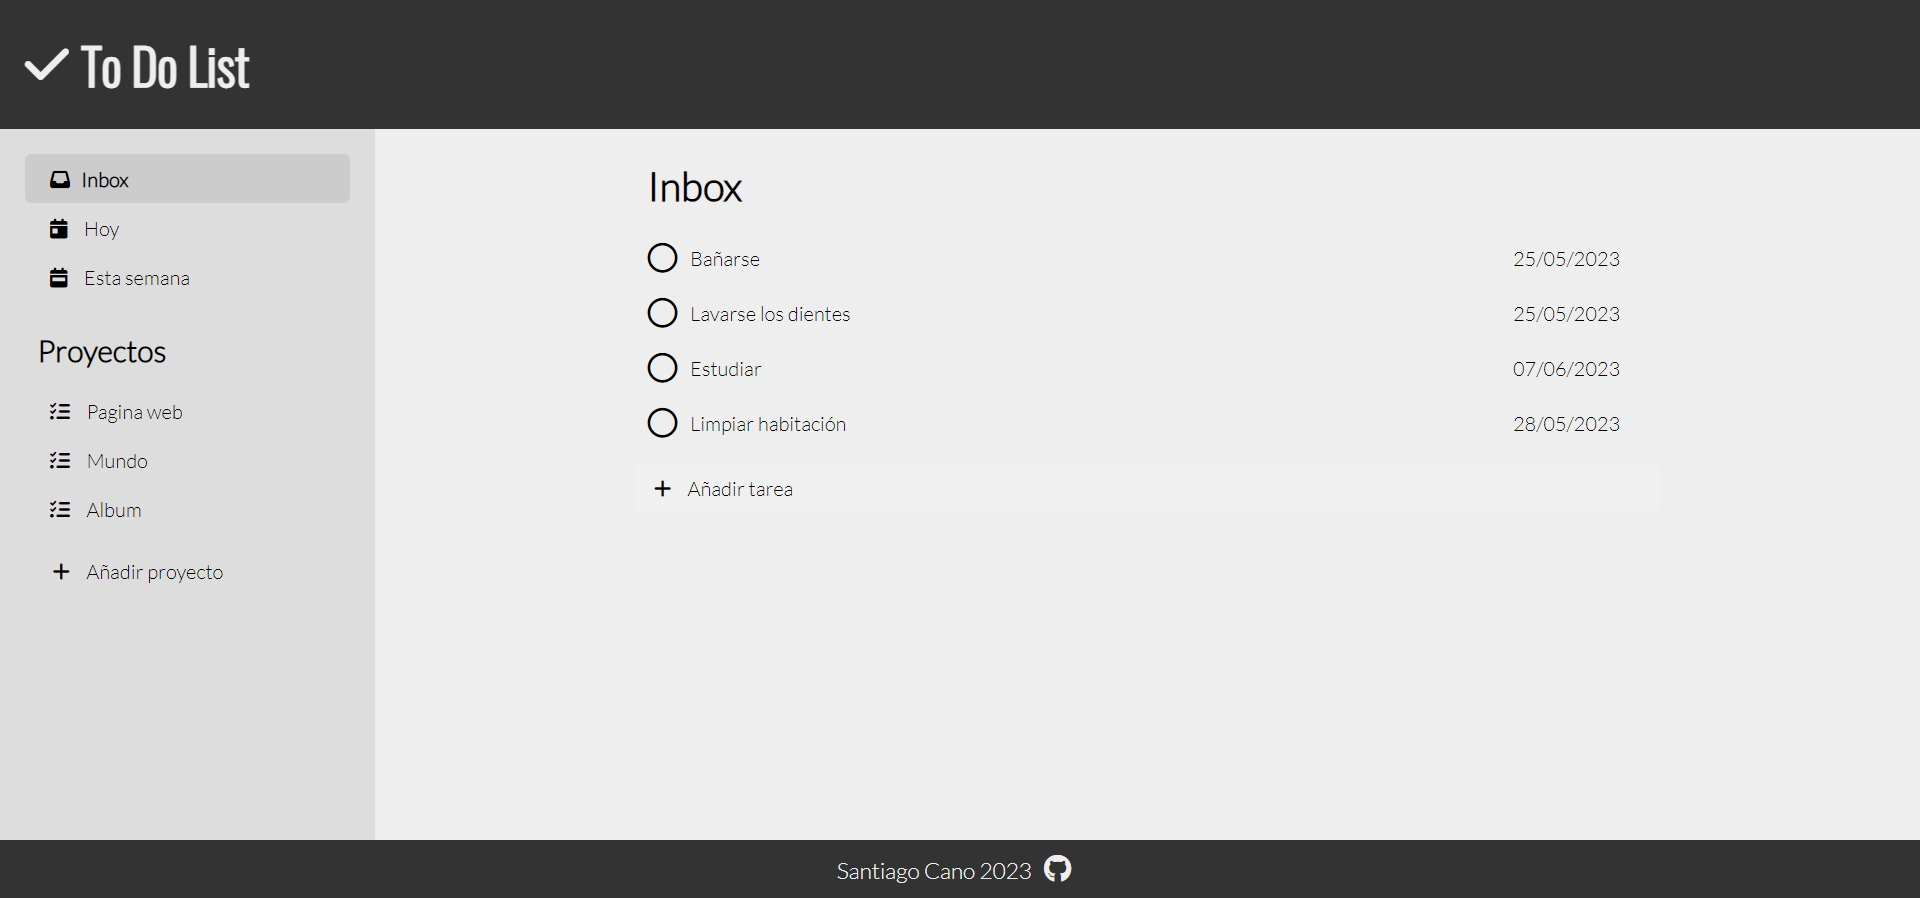 To Do List
Inbox
Hoy
Esta semana
Proyectos
Pagina web
Mundo
Album
Añadir proyecto
Inbox
Bañarse 25/05/2023
Lavarse los dientes 25/05/2023
Estudiar 07/06/2023
Limpiar habitación 28/05/2023
Añadir tarea
Santiago Cano 2023